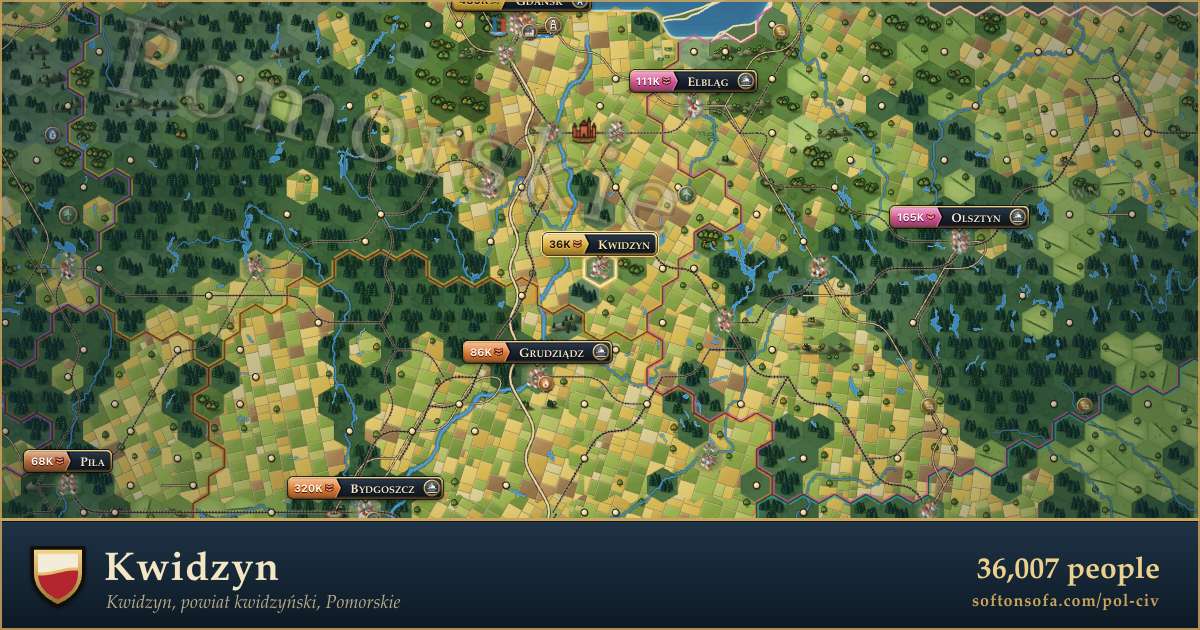 GDAŃSK
Pomorskie
111K ELBLĄG
165K OLSZTYN
36K KWIDZYN
86K GRUDZIĄDZ
68K PIŁA
320K BYDGOSZCZ
Kwidzyn
36,007 people
Kwidzyn, powiat kwidzyński, Pomorskie
softonsofa.com/pol-civ